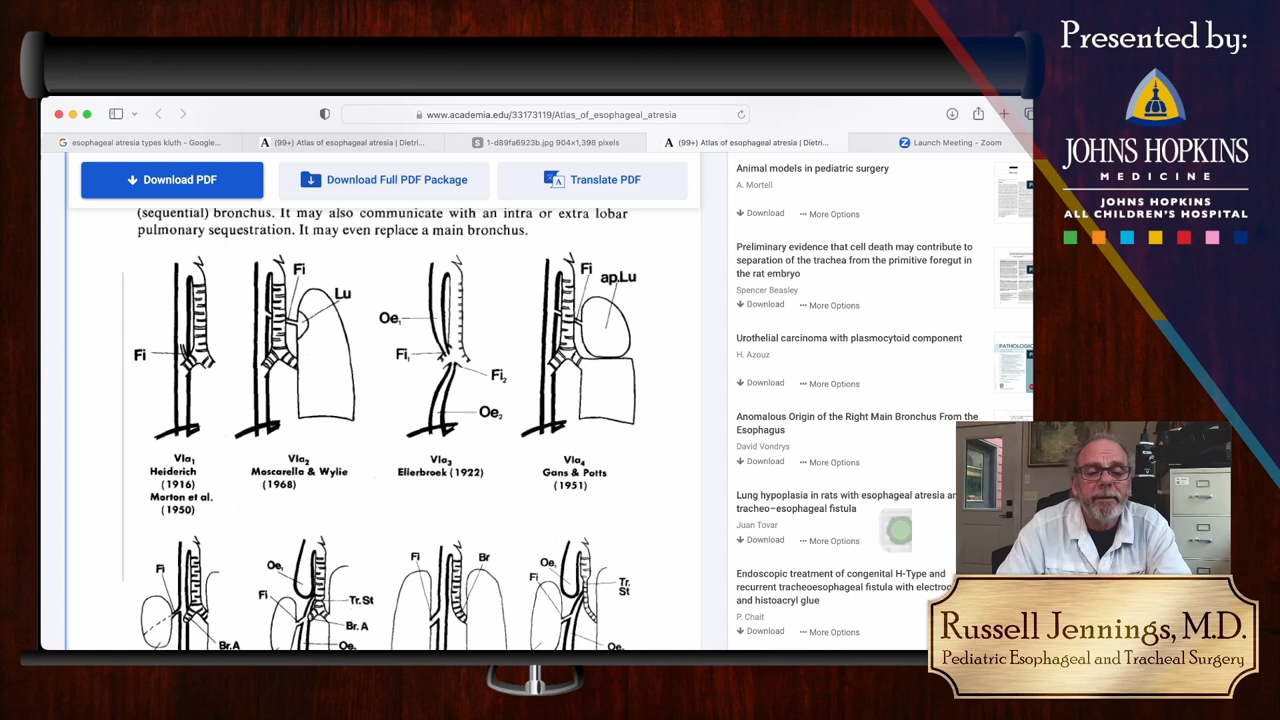 Presented by:
JOHNS HOPKINS
MEDICINE
JOHNS HOPKINS
ALL CHILDREN'S HOSPITAL
www.academia.edu/33173119/Atlas_of_esophageal_atresia
esophageal atresia types kluth - Google...
(99+) Atlas of esophageal atresia | Dietri...
1-d89fa6923b.jpg 904×1,398 pixels
(99+) Atlas of esophageal atresia | Dietri...
Launch Meeting - Zoom
Download PDF
Download Full PDF Package
Translate PDF
(sequential) bronchus. It may also communicate with an intra or extra lobar
pulmonary sequestration. It may even replace a main bronchus.
Fi
Fi
Lu
Oe1
Fi1
Fi2
Oe2
Fi
ap.Lu
VIa1
Heiderich
(1916)
Morton et al.
(1950)
VIa2
Moscarella & Wylie
(1968)
VIa3
Ellerbroek (1922)
VIa4
Gans & Potts
(1951)
Fi
Br.A
Oe1
Fi
Tr.St
Br.A
Oe
Fi
Br
Oe
Fi
Tr.
St
Oe
Animal models in pediatric surgery
A. Mortell
Download
••• More Options
Preliminary evidence that cell death may contribute to
separation of the trachea from the primitive foregut in
the rat embryo
Spencer Beasley
Download
••• More Options
Urothelial carcinoma with plasmocytoid component
H. Azouz
Download
••• More Options
PATHOLOG
Anomalous Origin of the Right Main Bronchus From the
Esophagus
David Vondrys
Download
••• More Options
Lung hypoplasia in rats with esophageal atresia an
tracheo-esophageal fistula
Juan Tovar
Download
••• More Options
Endoscopic treatment of congenital H-Type and
recurrent tracheoesophageal fistula with electroc
and histoacryl glue
P. Chait
Download
••• More Options
Russell Jennings, M.D.
Pediatric Esophageal and Tracheal Surgery